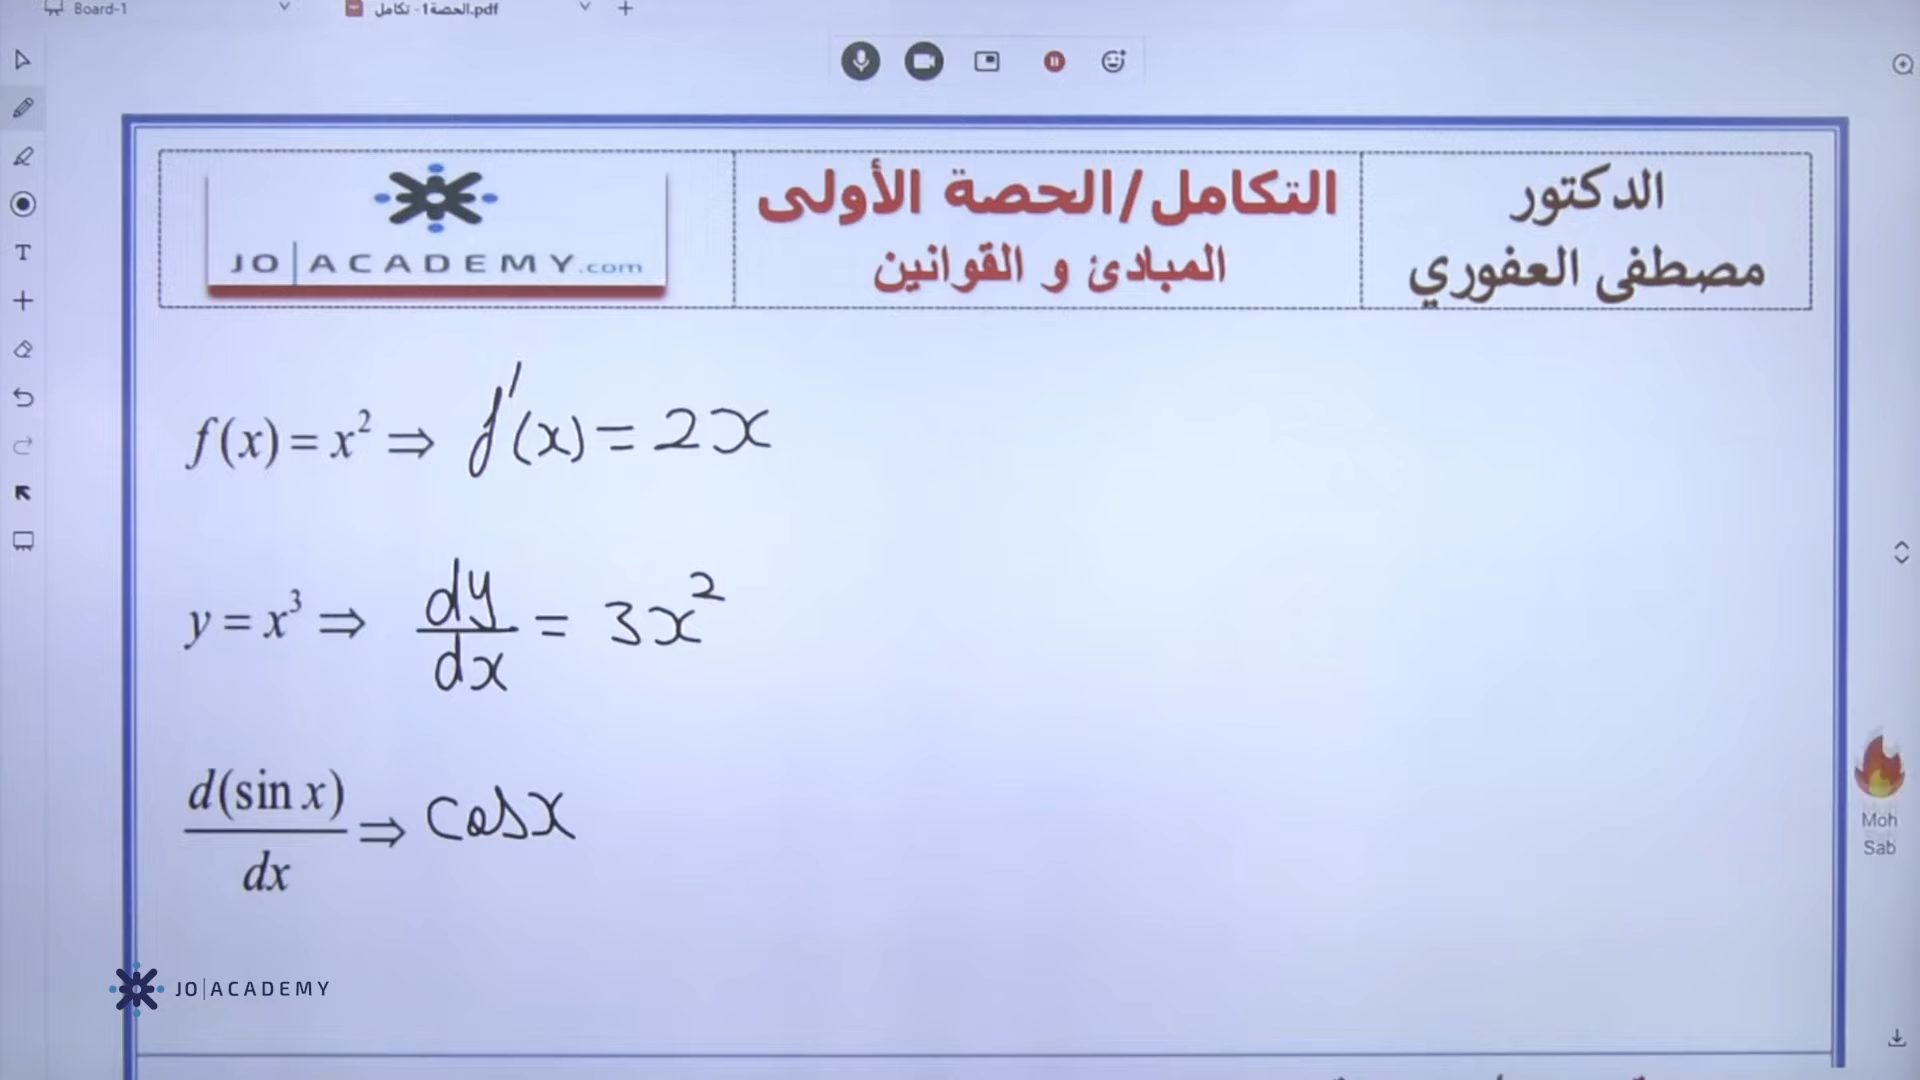 Board-1
الحصة1- تكامل.pdf
JO|ACADEMY.com
التكامل/الحصة الأولى
المبادئ و القوانين
الدكتور
مصطفى العفوري
f(x) = x² ⇒ f'(x) = 2x
y = x³ ⇒ dy/dx = 3x²
d(sin x)/dx ⇒ cos x
Moh
Sab
JO|ACADEMY